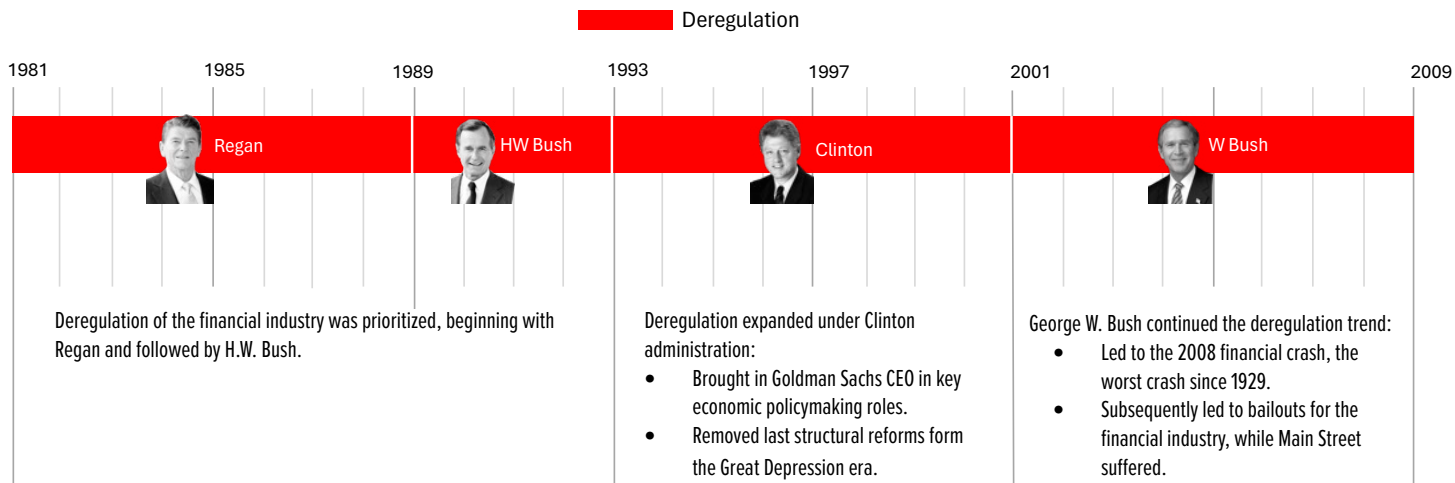 Deregulation
1981 1985 1989 1993 1997 2001 2009
Regan HW Bush Clinton W Bush
Deregulation of the financial industry was prioritized, beginning with
Regan and followed by H.W. Bush.
Deregulation expanded under Clinton
administration:
• Brought in Goldman Sachs CEO in key
economic policymaking roles.
• Removed last structural reforms form
the Great Depression era.
George W. Bush continued the deregulation trend:
• Led to the 2008 financial crash, the
worst crash since 1929.
• Subsequently led to bailouts for the
financial industry, while Main Street
suffered.